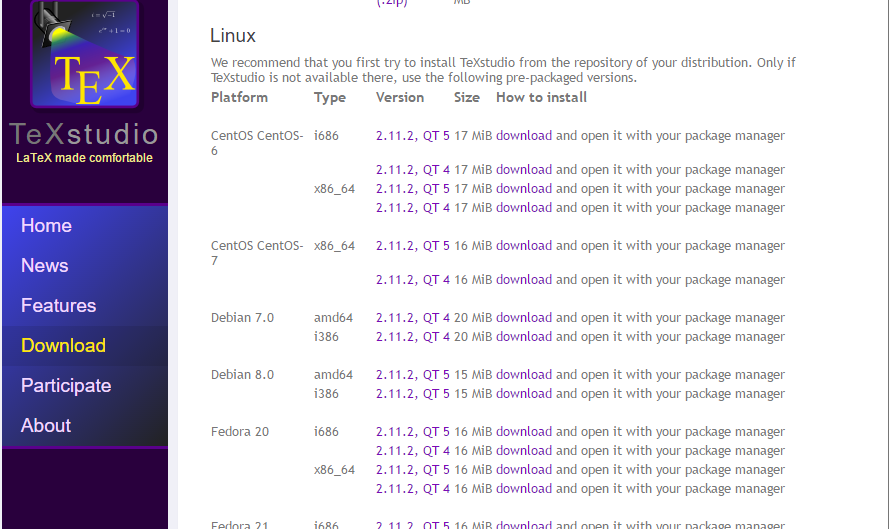 (.zip) MiB
Linux
We recommend that you first try to install TeXstudio from the repository of your distribution. Only if
TeXstudio is not available there, use the following pre-packaged versions.
Platform Type Version Size How to install
CentOS CentOS- i686 2.11.2, QT 5 17 MiB download and open it with your package manager
6
2.11.2, QT 4 17 MiB download and open it with your package manager
x86_64 2.11.2, QT 5 17 MiB download and open it with your package manager
2.11.2, QT 4 17 MiB download and open it with your package manager
CentOS CentOS- x86_64 2.11.2, QT 5 16 MiB download and open it with your package manager
7
2.11.2, QT 4 16 MiB download and open it with your package manager
Debian 7.0 amd64 2.11.2, QT 4 20 MiB download and open it with your package manager
i386 2.11.2, QT 4 20 MiB download and open it with your package manager
Debian 8.0 amd64 2.11.2, QT 5 15 MiB download and open it with your package manager
i386 2.11.2, QT 5 15 MiB download and open it with your package manager
Fedora 20 i686 2.11.2, QT 5 16 MiB download and open it with your package manager
2.11.2, QT 4 16 MiB download and open it with your package manager
x86_64 2.11.2, QT 5 16 MiB download and open it with your package manager
2.11.2, QT 4 16 MiB download and open it with your package manager
Fedora 21 i686 2.11.2, QT 5 16 MiB download and open it with your package manager
i = √-1
e^iπ + 1 = 0
TEX
TeXstudio
LaTeX made comfortable
Home
News
Features
Download
Participate
About